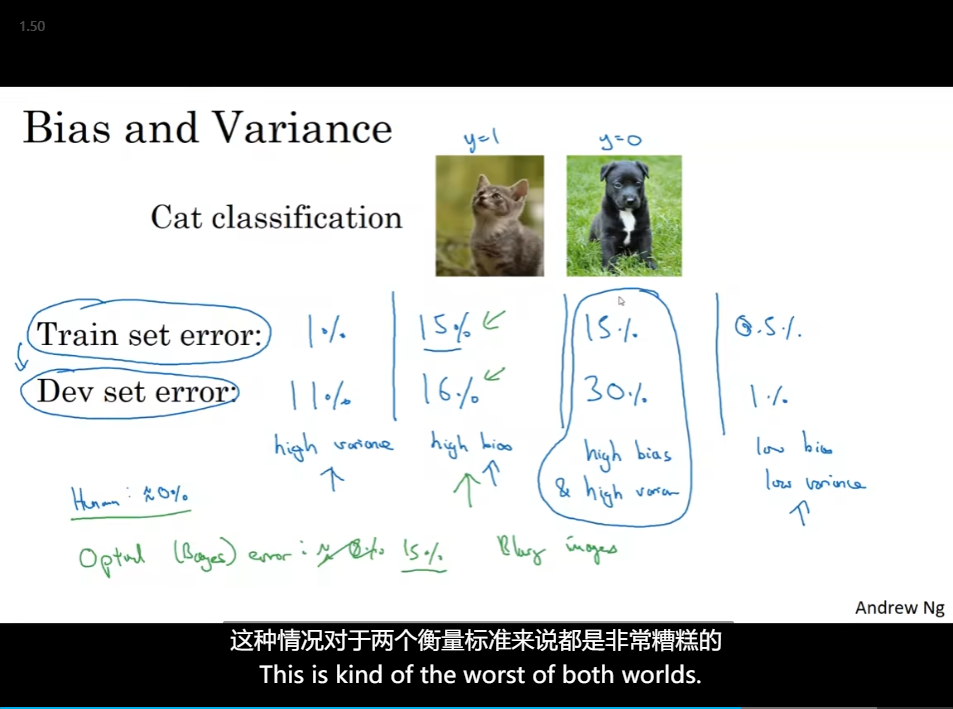 1.50
Bias and Variance
y=1 y=0
Cat classification
Train set error: 1% 15% 15% 0.5%
Dev set error: 11% 16% 30% 1%
high variance high bias high bias low bias
& high varian low variance
Human: ≈0%
Optimal (Bayes) error: ≈0% 15% Blurry images
Andrew Ng
这种情况对于两个衡量标准来说都是非常糟糕的
This is kind of the worst of both worlds.